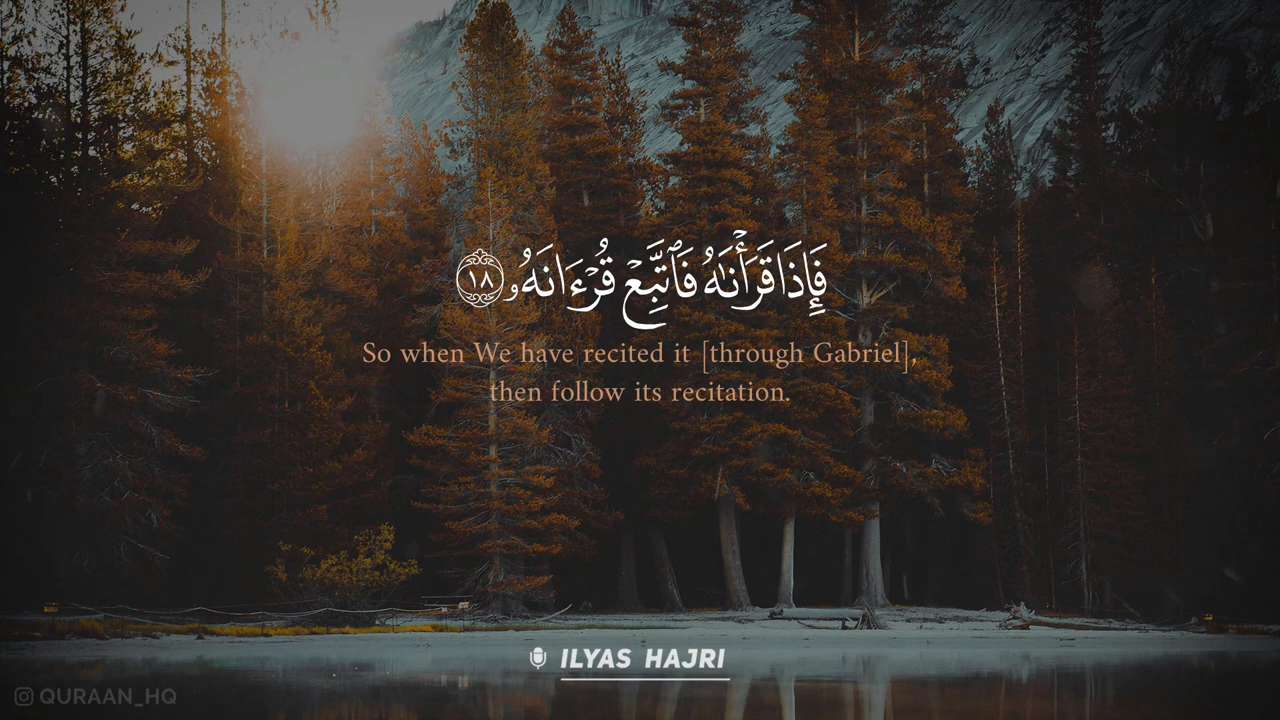 فَإِذَا قَرَأْنَٰهُ فَٱتَّبِعْ قُرْءَانَهُۥ ١٨
So when We have recited it [through Gabriel],
then follow its recitation.
ILYAS HAJRI
QURAAN_HQ